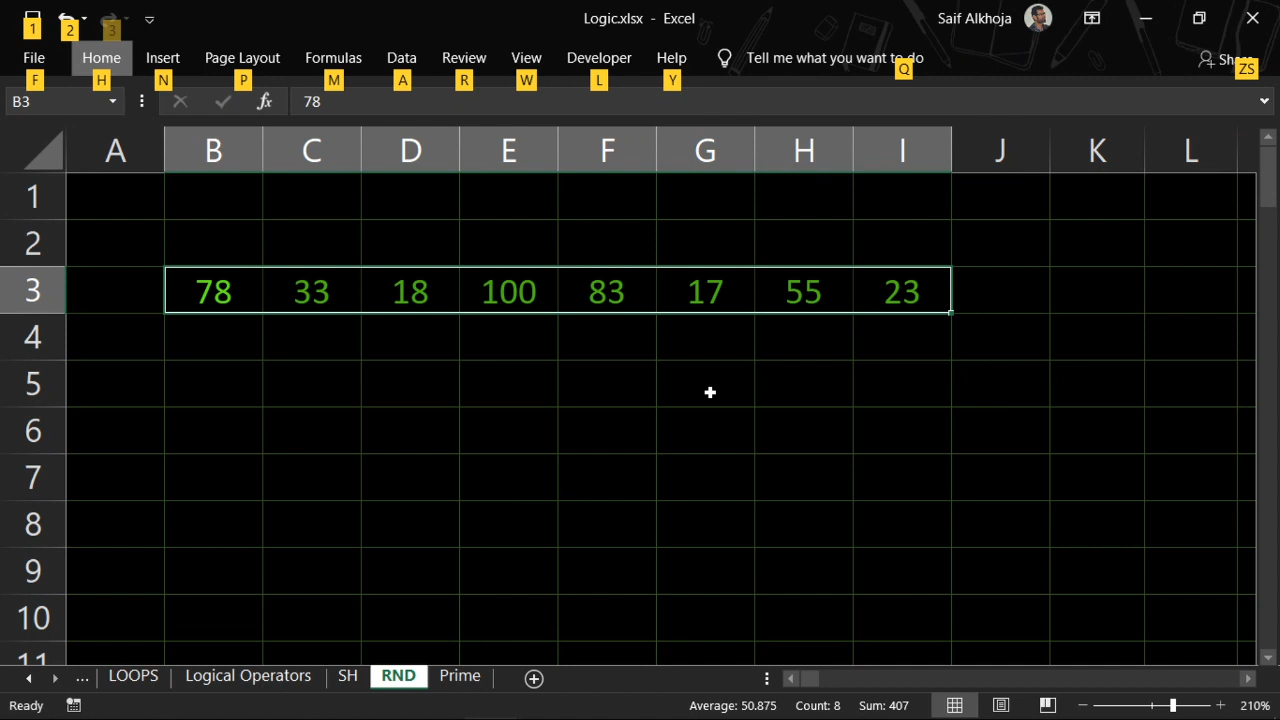 1 2 3 Logic.xlsx - Excel Saif Alkhoja
File Home Insert Page Layout Formulas Data Review View Developer Help Tell me what you want to do
F H N P M A R W L Y Q ZS
B3 fx 78
A B C D E F G H I J K L
1
2
3 78 33 18 100 83 17 55 23
4
5
6
7
8
9
10
11
... LOOPS Logical Operators SH RND Prime
Ready Average: 50.875 Count: 8 Sum: 407 210%